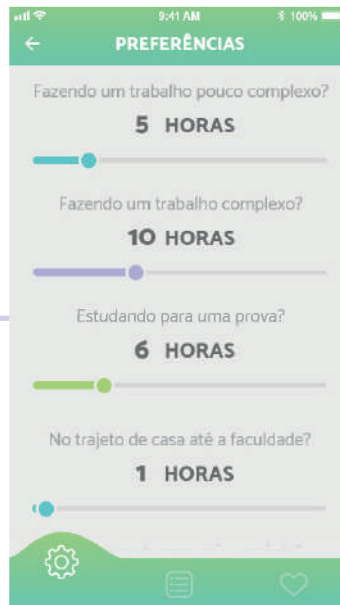 9:41 AM 100%
PREFERÊNCIAS
Fazendo um trabalho pouco complexo?
5 HORAS
Fazendo um trabalho complexo?
10 HORAS
Estudando para uma prova?
6 HORAS
No trajeto de casa até a faculdade?
1 HORAS